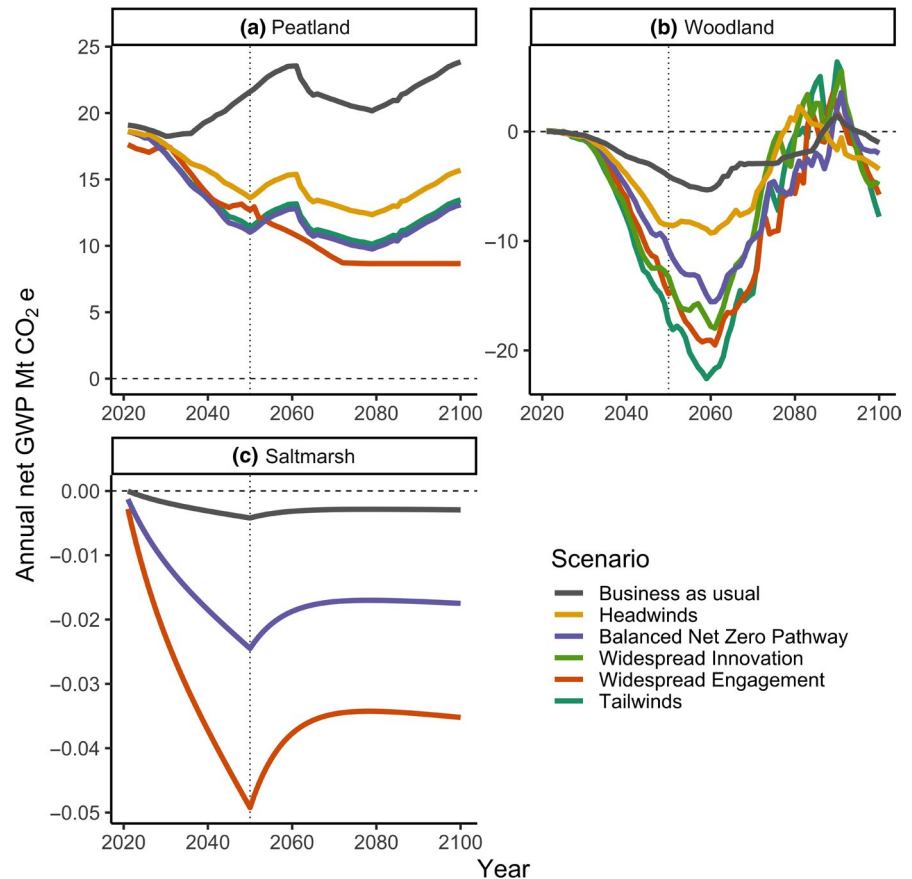 (a) Peatland
(b) Woodland
25
20
15
10
5
0
2020 2040 2060 2080 2100
0
−10
−20
2020 2040 2060 2080 2100
Annual net GWP Mt CO₂ e
(c) Saltmarsh
0.00
−0.01
−0.02
−0.03
−0.04
−0.05
2020 2040 2060 2080 2100
Year
Scenario
Business as usual
Headwinds
Balanced Net Zero Pathway
Widespread Innovation
Widespread Engagement
Tailwinds